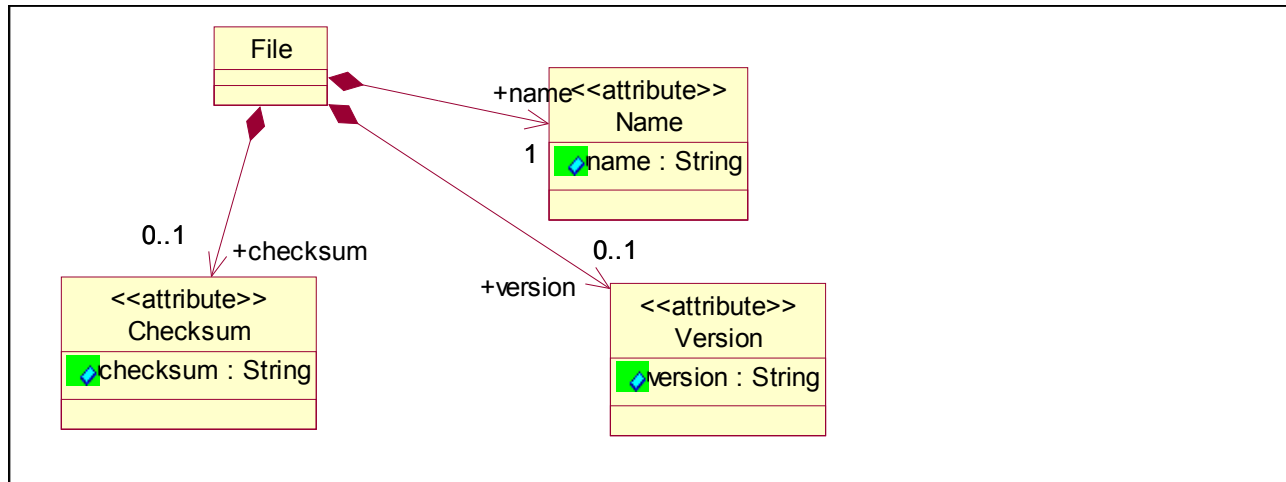 File
+name
1
<<attribute>>
Name
name : String
0..1
+checksum
<<attribute>>
Checksum
checksum : String
0..1
+version
<<attribute>>
Version
version : String